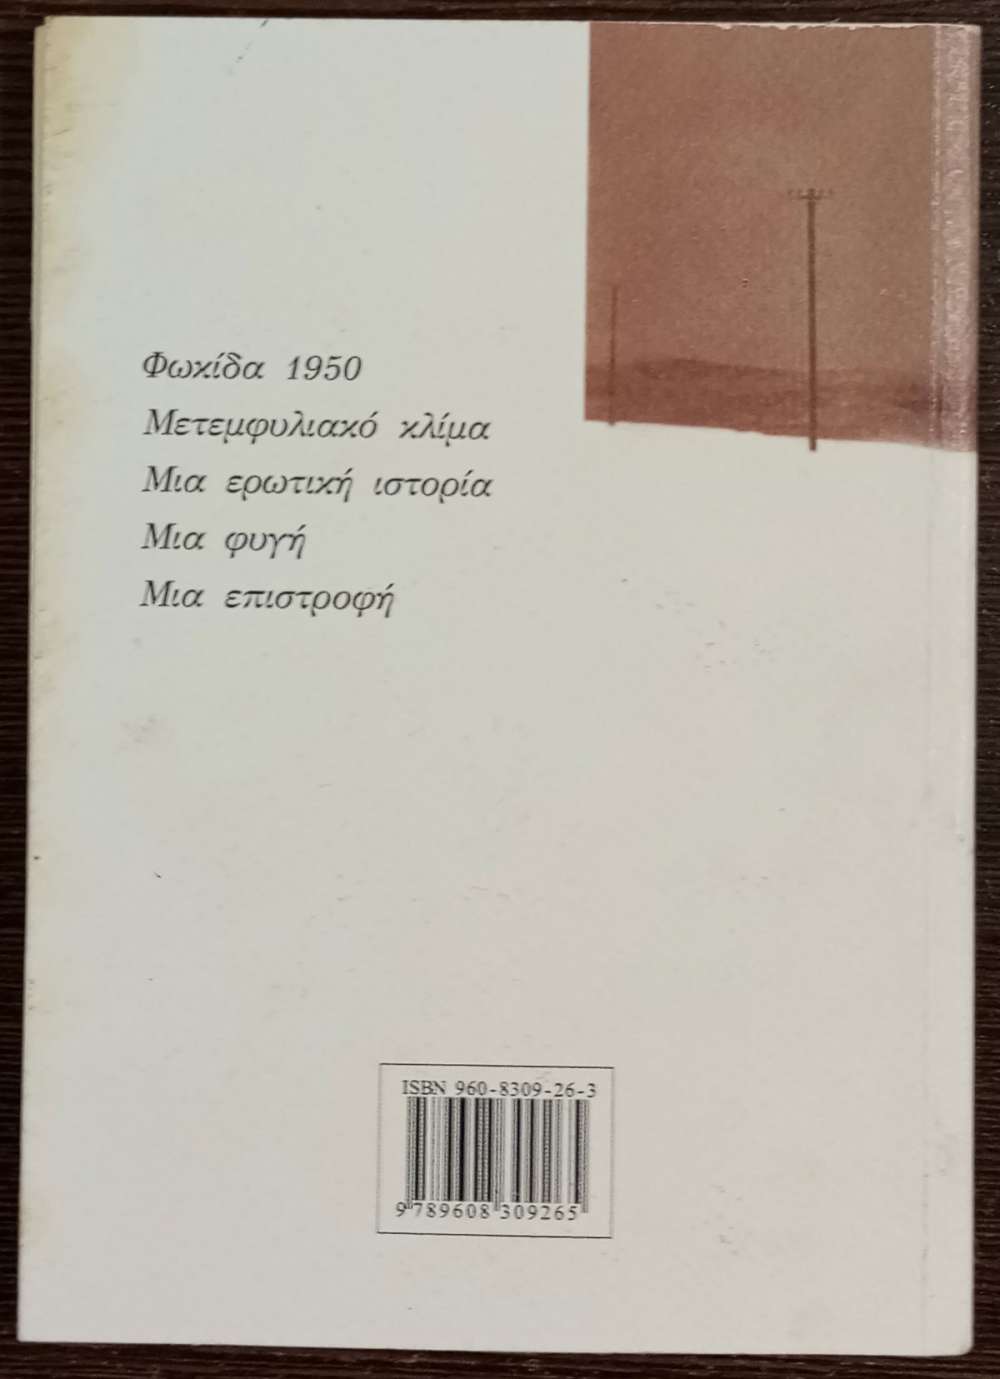 Φωκίδα 1950
Μετεμφυλιακό κλίμα
Μια ερωτική ιστορία
Μια φυγή
Μια επιστροφή
ISBN 960-8309-26-3
9 789608 309265